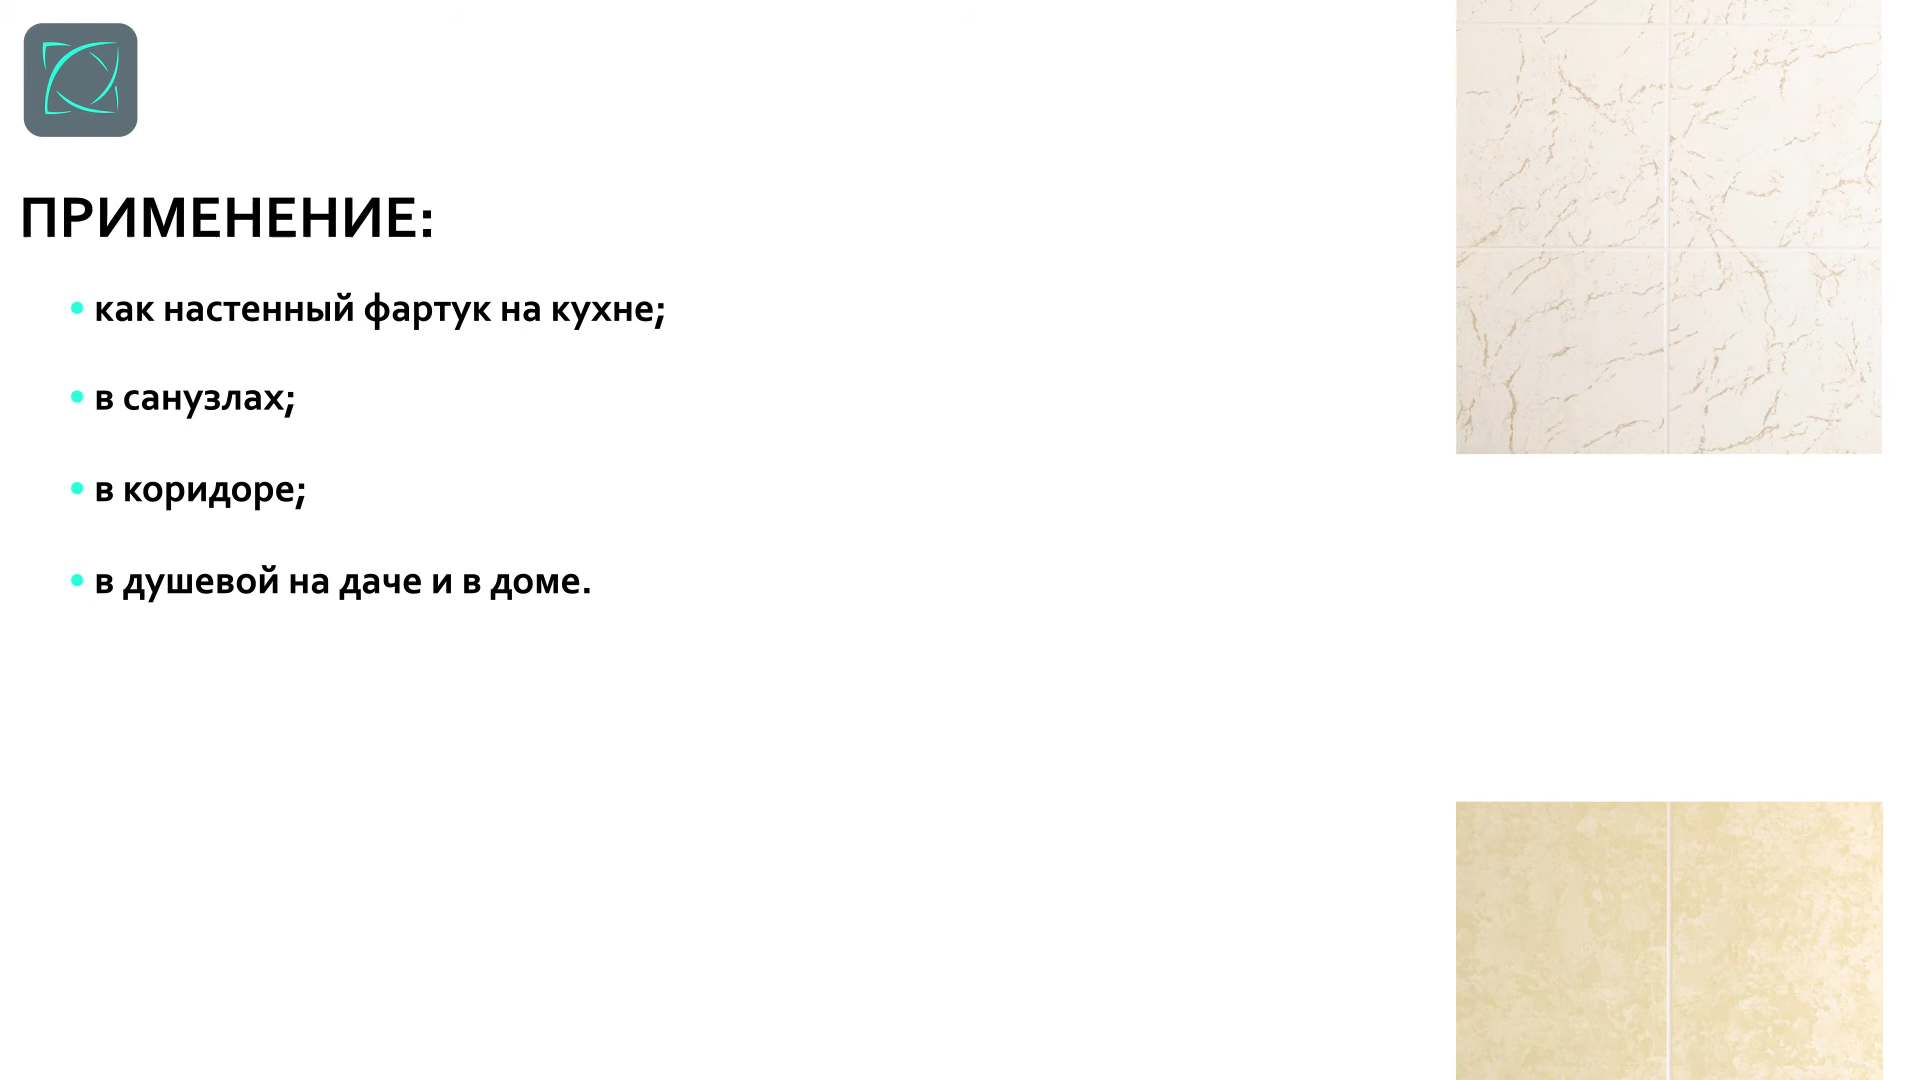 ПРИМЕНЕНИЕ:
• как настенный фартук на кухне;
• в санузлах;
• в коридоре;
• в душевой на даче и в доме.